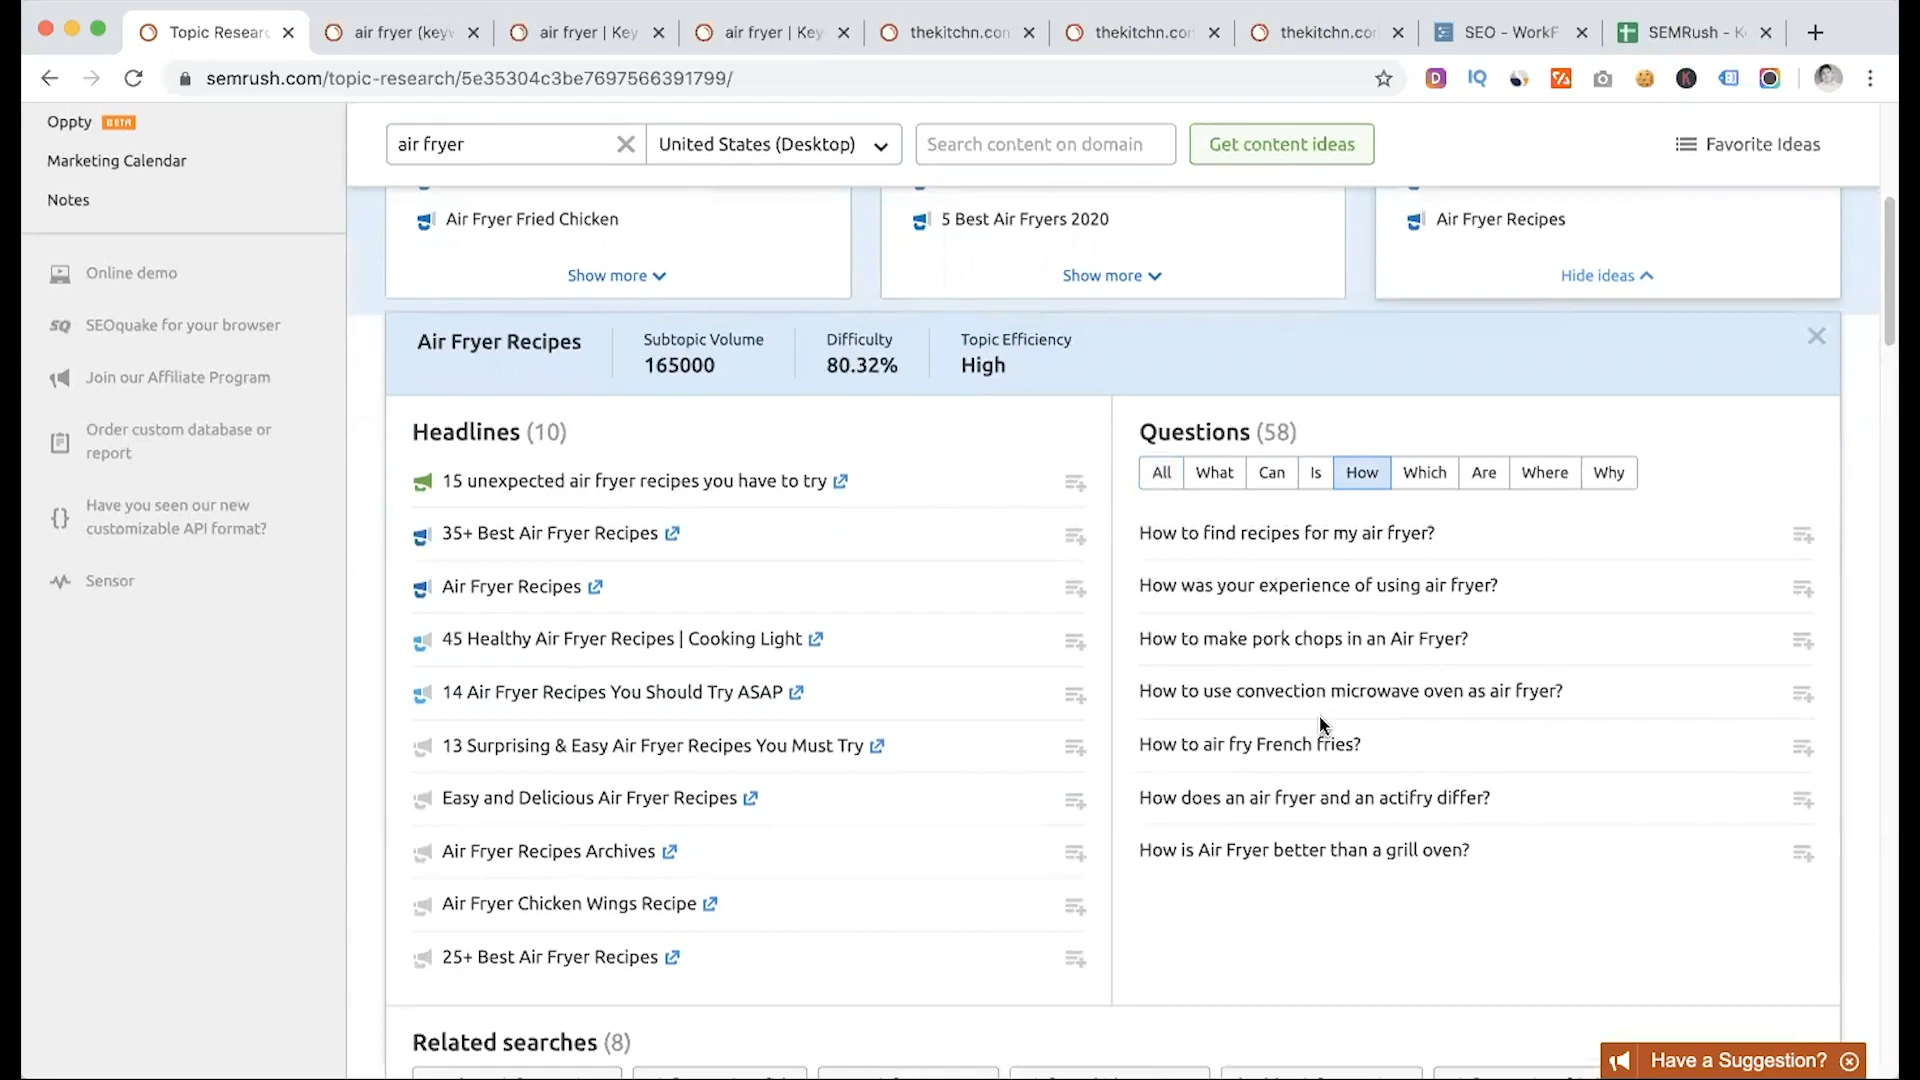 Topic Resear
air fryer (keyw
air fryer | Key
air fryer | Key
thekitchn.con
thekitchn.cor
thekitchn.cor
SEO - WorkF
SEMRush - K
semrush.com/topic-research/5e35304c3be7697566391799/
Oppty BETA
Marketing Calendar
Notes
Online demo
SQ SEOquake for your browser
Join our Affiliate Program
Order custom database or
report
Have you seen our new
customizable API format?
Sensor
air fryer
United States (Desktop)
Search content on domain
Get content ideas
Favorite Ideas
Air Fryer Fried Chicken
Show more
5 Best Air Fryers 2020
Show more
Air Fryer Recipes
Hide ideas
Air Fryer Recipes
Subtopic Volume
165000
Difficulty
80.32%
Topic Efficiency
High
Headlines (10)
15 unexpected air fryer recipes you have to try
35+ Best Air Fryer Recipes
Air Fryer Recipes
45 Healthy Air Fryer Recipes | Cooking Light
14 Air Fryer Recipes You Should Try ASAP
13 Surprising & Easy Air Fryer Recipes You Must Try
Easy and Delicious Air Fryer Recipes
Air Fryer Recipes Archives
Air Fryer Chicken Wings Recipe
25+ Best Air Fryer Recipes
Questions (58)
All What Can Is How Which Are Where Why
How to find recipes for my air fryer?
How was your experience of using air fryer?
How to make pork chops in an Air Fryer?
How to use convection microwave oven as air fryer?
How to air fry French fries?
How does an air fryer and an actifry differ?
How is Air Fryer better than a grill oven?
Related searches (8)
Have a Suggestion?